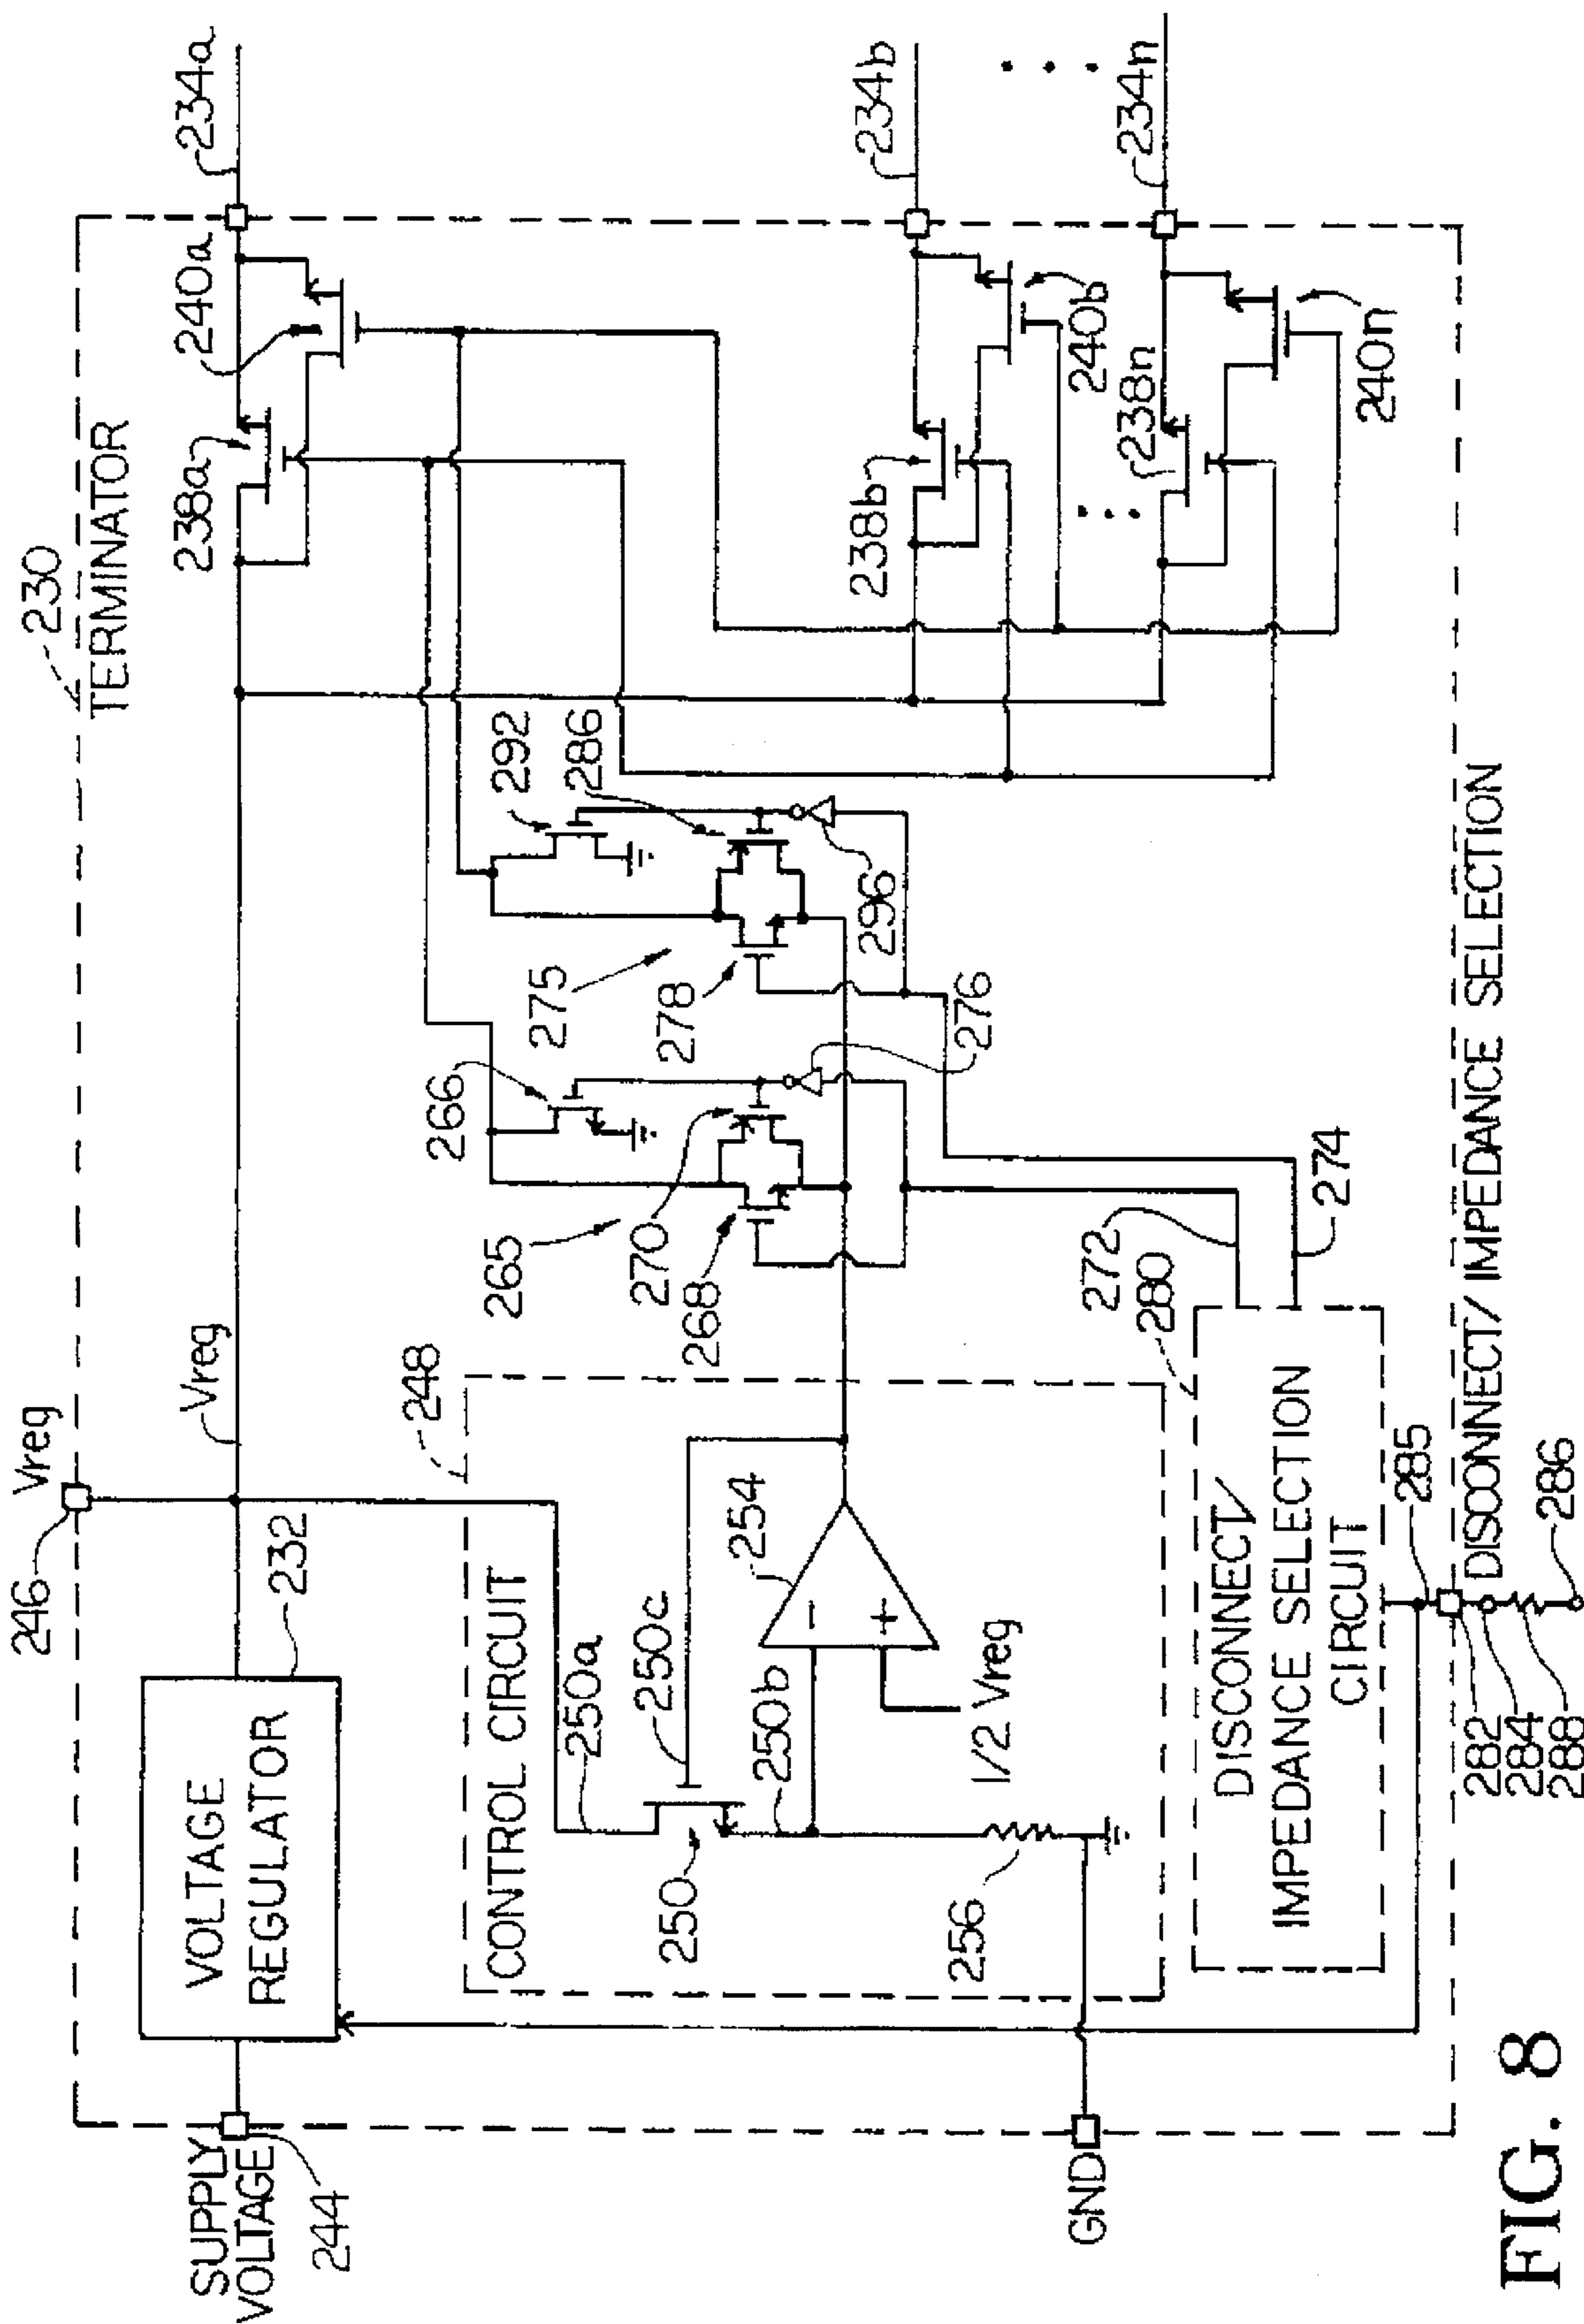 230
TERMINATOR
246
Vreg
Vreg
SUPPLY
VOLTAGE
244
VOLTAGE
REGULATOR
232
238a
240a
234a
248
CONTROL CIRCUIT
250a
250c
250
250b
254
-
+
1/2 Vreg
256
GND
265
266
270
268
276
275
278
292
286
296
238b
240b
234b
238n
240n
234n
272
280
274
DISCONNECT/
IMPEDANCE SELECTION
CIRCUIT
285
DISCONNECT/IMPEDANCE SELECTION
282
284
288
286
FIG. 8